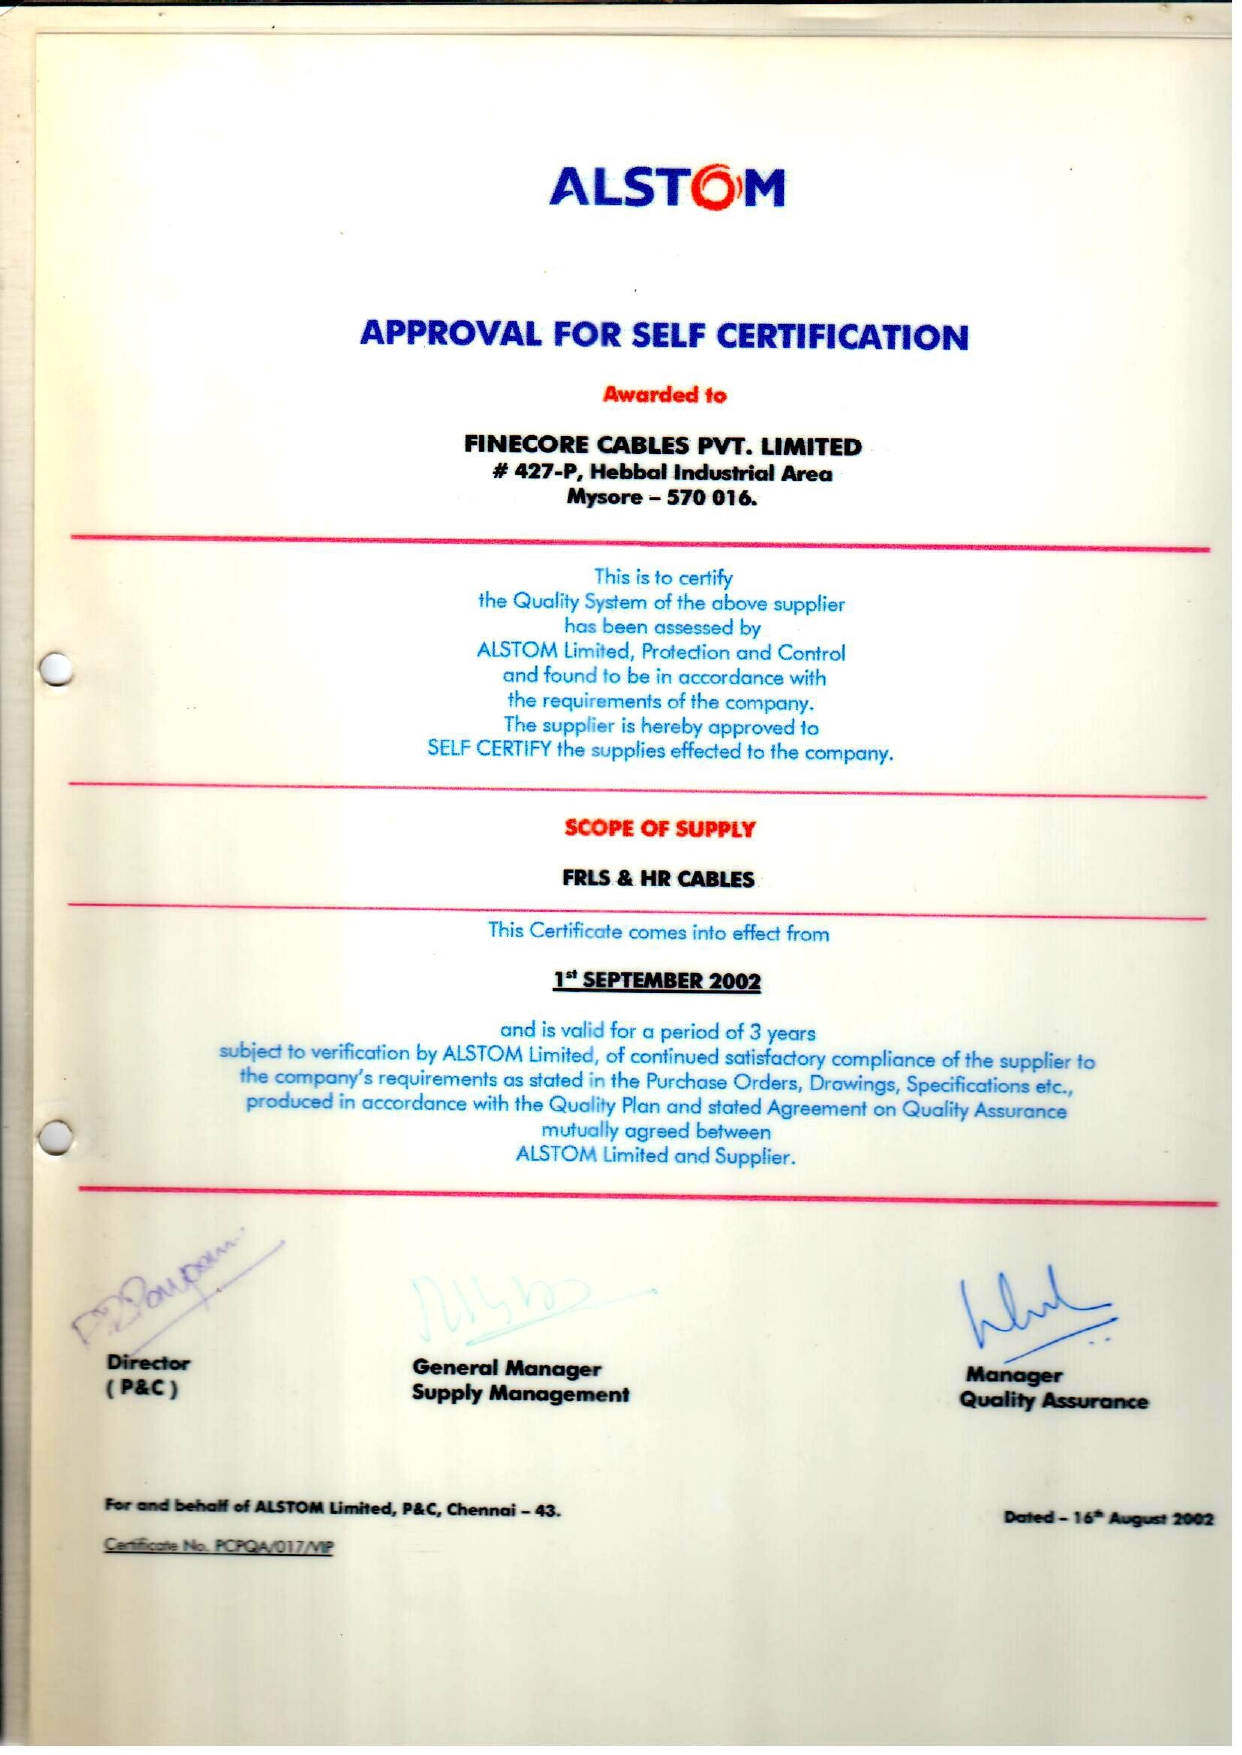 ALSTOM
APPROVAL FOR SELF CERTIFICATION
Awarded to
FINECORE CABLES PVT. LIMITED
# 427-P, Hebbal Industrial Area
Mysore – 570 016.
This is to certify
the Quality System of the above supplier
has been assessed by
ALSTOM Limited, Protection and Control
and found to be in accordance with
the requirements of the company.
The supplier is hereby approved to
SELF CERTIFY the supplies effected to the company.
SCOPE OF SUPPLY
FRLS & HR CABLES
This Certificate comes into effect from
1st SEPTEMBER 2002
and is valid for a period of 3 years
subject to verification by ALSTOM Limited, of continued satisfactory compliance of the supplier to
the company's requirements as stated in the Purchase Orders, Drawings, Specifications etc.,
produced in accordance with the Quality Plan and stated Agreement on Quality Assurance
mutually agreed between
ALSTOM Limited and Supplier.
Director
( P&C )
General Manager
Supply Management
Manager
Quality Assurance
For and behalf of ALSTOM Limited, P&C, Chennai – 43.
Dated – 16th August 2002
Certificate No. PCPQA/017/VIP